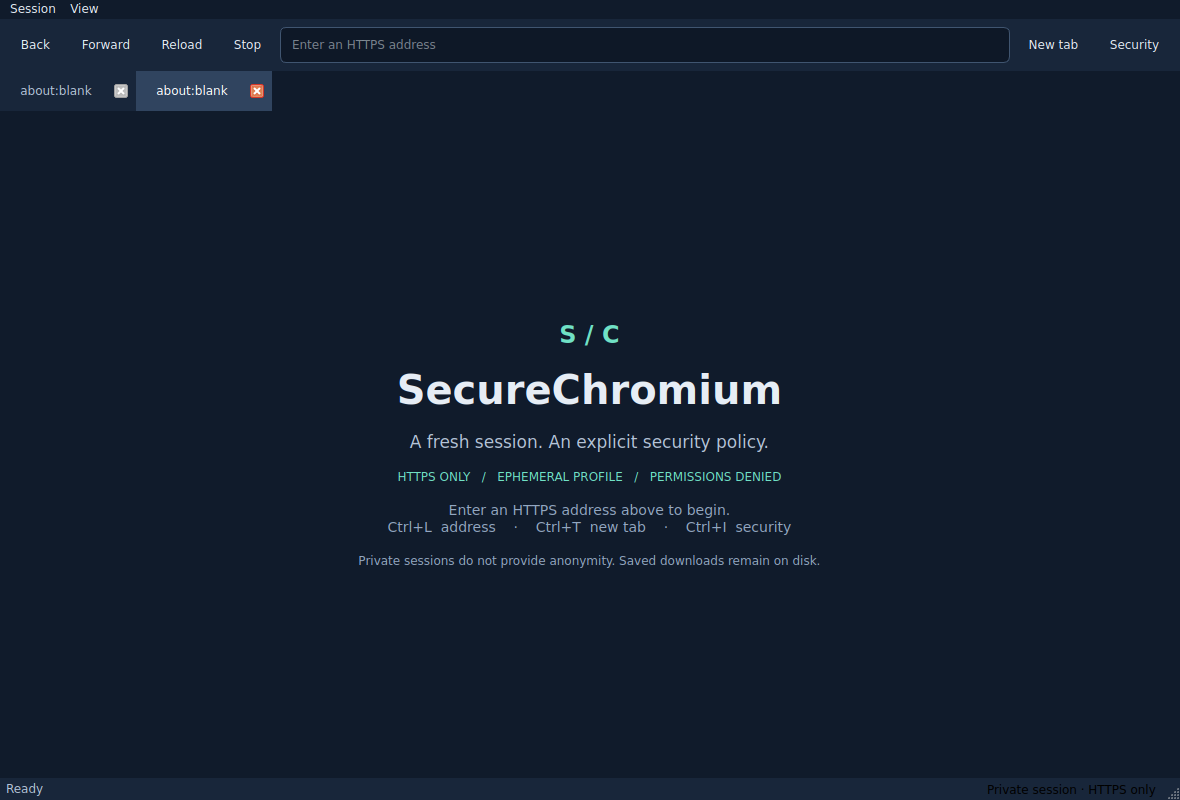 Session View
Back Forward Reload Stop Enter an HTTPS address New tab Security
about:blank about:blank
S / C
SecureChromium
A fresh session. An explicit security policy.
HTTPS ONLY / EPHEMERAL PROFILE / PERMISSIONS DENIED
Enter an HTTPS address above to begin.
Ctrl+L address · Ctrl+T new tab · Ctrl+I security
Private sessions do not provide anonymity. Saved downloads remain on disk.
Ready Private session · HTTPS only